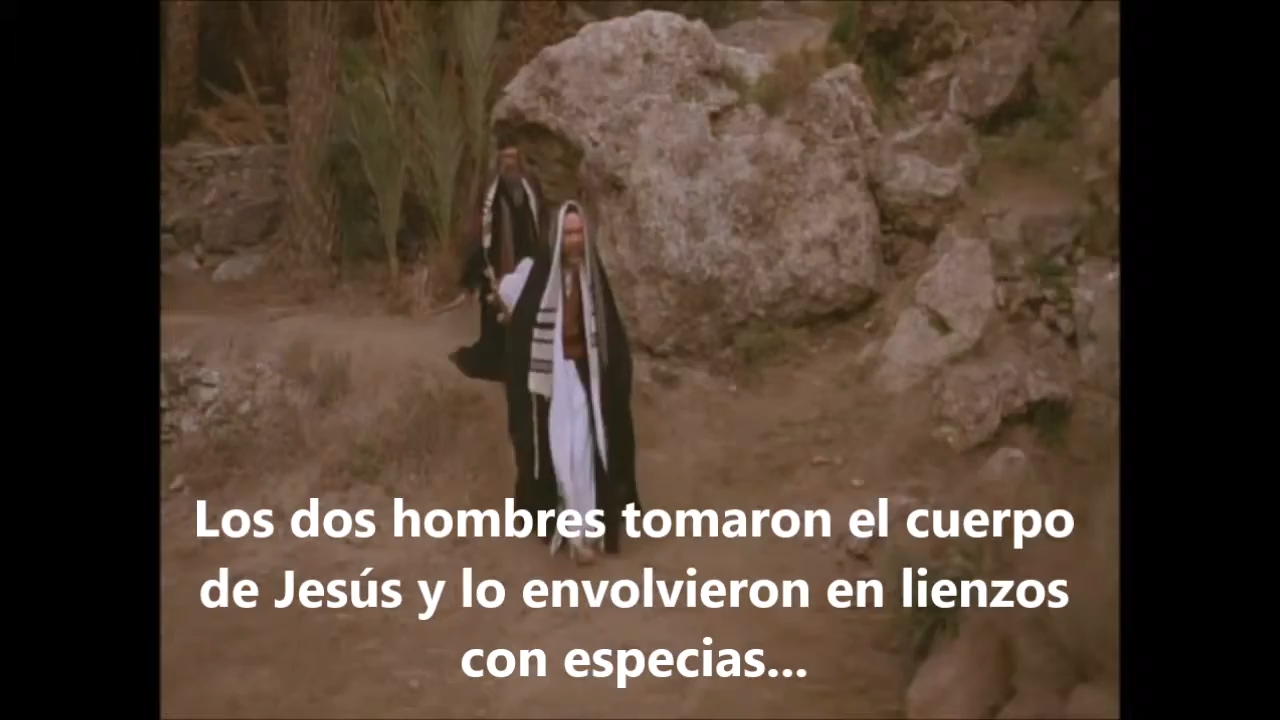 Los dos hombres tomaron el cuerpo
de Jesús y lo envolvieron en lienzos
con especias...